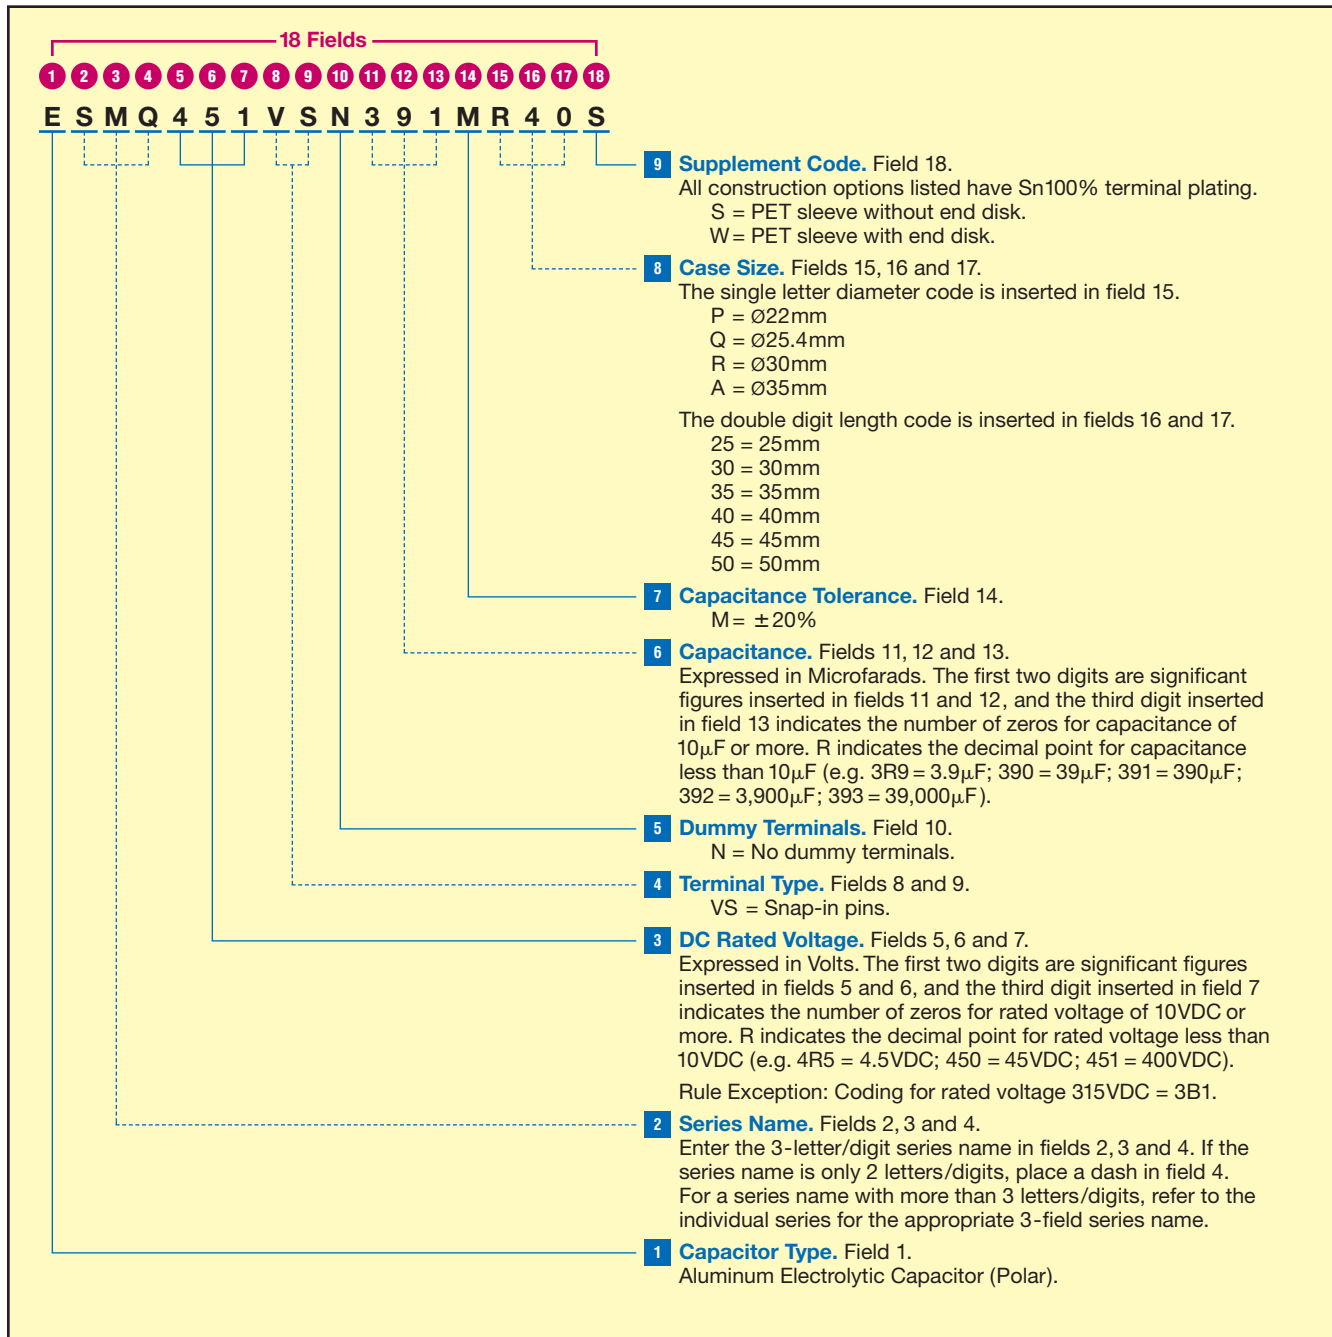 18 Fields
1 2 3 4 5 6 7 8 9 10 11 12 13 14 15 16 17 18
E S M Q 4 5 1 V S N 3 9 1 M R 4 0 S
9 Supplement Code. Field 18.
All construction options listed have Sn100% terminal plating.
S = PET sleeve without end disk.
W = PET sleeve with end disk.
8 Case Size. Fields 15, 16 and 17.
The single letter diameter code is inserted in field 15.
P = Ø22mm
Q = Ø25.4mm
R = Ø30mm
A = Ø35mm
The double digit length code is inserted in fields 16 and 17.
25 = 25mm
30 = 30mm
35 = 35mm
40 = 40mm
45 = 45mm
50 = 50mm
7 Capacitance Tolerance. Field 14.
M = ±20%
6 Capacitance. Fields 11, 12 and 13.
Expressed in Microfarads. The first two digits are significant
figures inserted in fields 11 and 12, and the third digit inserted
in field 13 indicates the number of zeros for capacitance of
10µF or more. R indicates the decimal point for capacitance
less than 10µF (e.g. 3R9 = 3.9µF; 390 = 39µF; 391 = 390µF;
392 = 3,900µF; 393 = 39,000µF).
5 Dummy Terminals. Field 10.
N = No dummy terminals.
4 Terminal Type. Fields 8 and 9.
VS = Snap-in pins.
3 DC Rated Voltage. Fields 5, 6 and 7.
Expressed in Volts. The first two digits are significant figures
inserted in fields 5 and 6, and the third digit inserted in field 7
indicates the number of zeros for rated voltage of 10VDC or
more. R indicates the decimal point for rated voltage less than
10VDC (e.g. 4R5 = 4.5VDC; 450 = 45VDC; 451 = 400VDC).
Rule Exception: Coding for rated voltage 315VDC = 3B1.
2 Series Name. Fields 2, 3 and 4.
Enter the 3-letter/digit series name in fields 2, 3 and 4. If the
series name is only 2 letters/digits, place a dash in field 4.
For a series name with more than 3 letters/digits, refer to the
individual series for the appropriate 3-field series name.
1 Capacitor Type. Field 1.
Aluminum Electrolytic Capacitor (Polar).